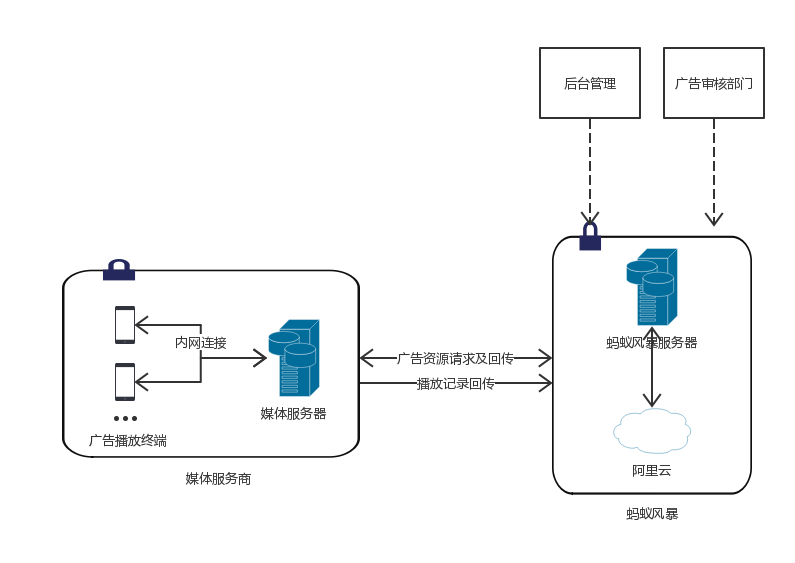 后台管理
广告审核部门
内网连接
蚂蚁风暴服务器
广告资源请求及回传
播放记录回传
媒体服务器
广告播放终端
阿里云
媒体服务商
蚂蚁风暴